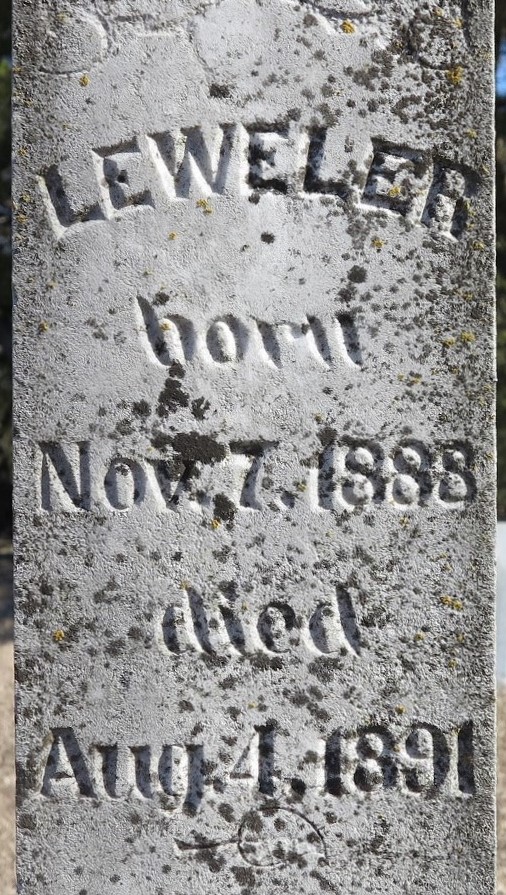 LEWELER
born
Nov. 7. 1888
died
Aug. 4. 1891